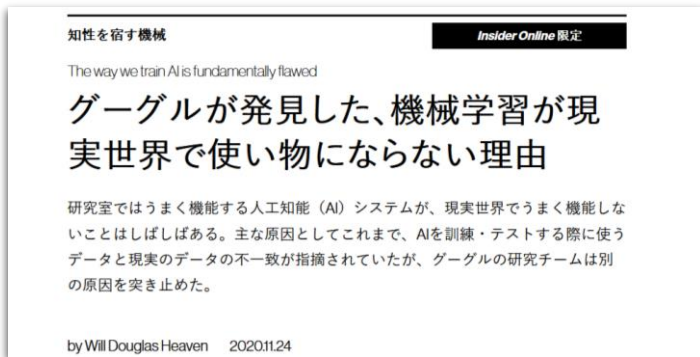 知性を宿す機械
Insider Online 限定
The way we train AI is fundamentally flawed
グーグルが発見した、機械学習が現
実世界で使い物にならない理由
研究室ではうまく機能する人工知能（AI）システムが、現実世界でうまく機能しな
いことはしばしばある。主な原因としてこれまで、AIを訓練・テストする際に使う
データと現実のデータの不一致が指摘されていたが、グーグルの研究チームは別
の原因を突き止めた。
by Will Douglas Heaven 2020.11.24